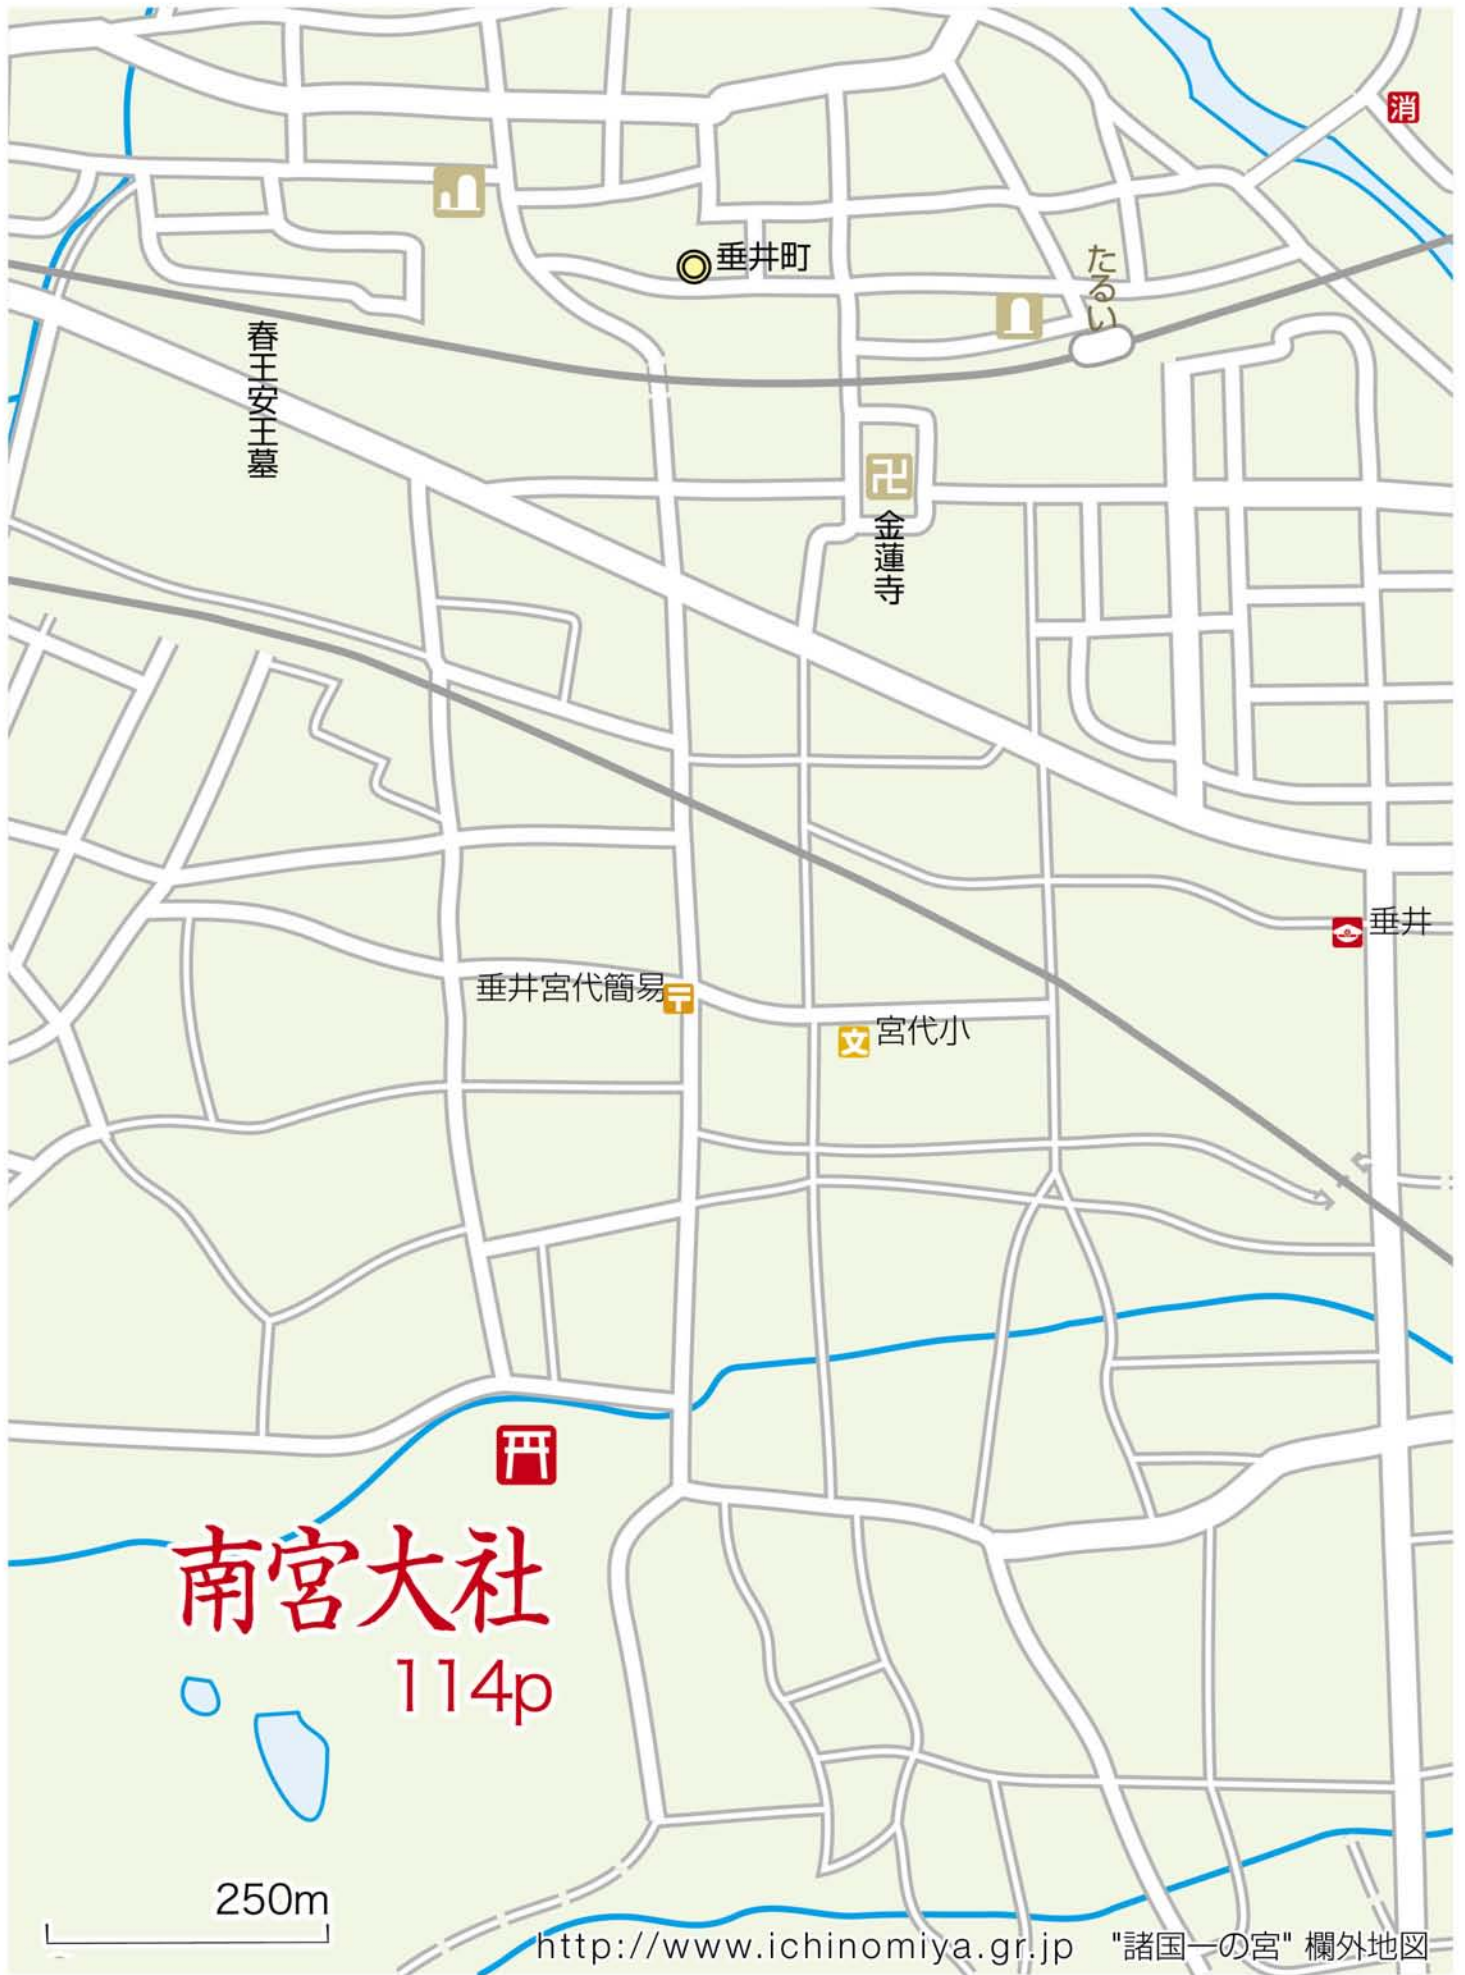 消
垂井町
たるい
春王安王墓
卍
金蓮寺
垂井
垂井宮代簡易
〒
文
宮代小
南宮大社
114p
250m
http://www.ichinomiya.gr.jp "諸国一の宮" 欄外地図